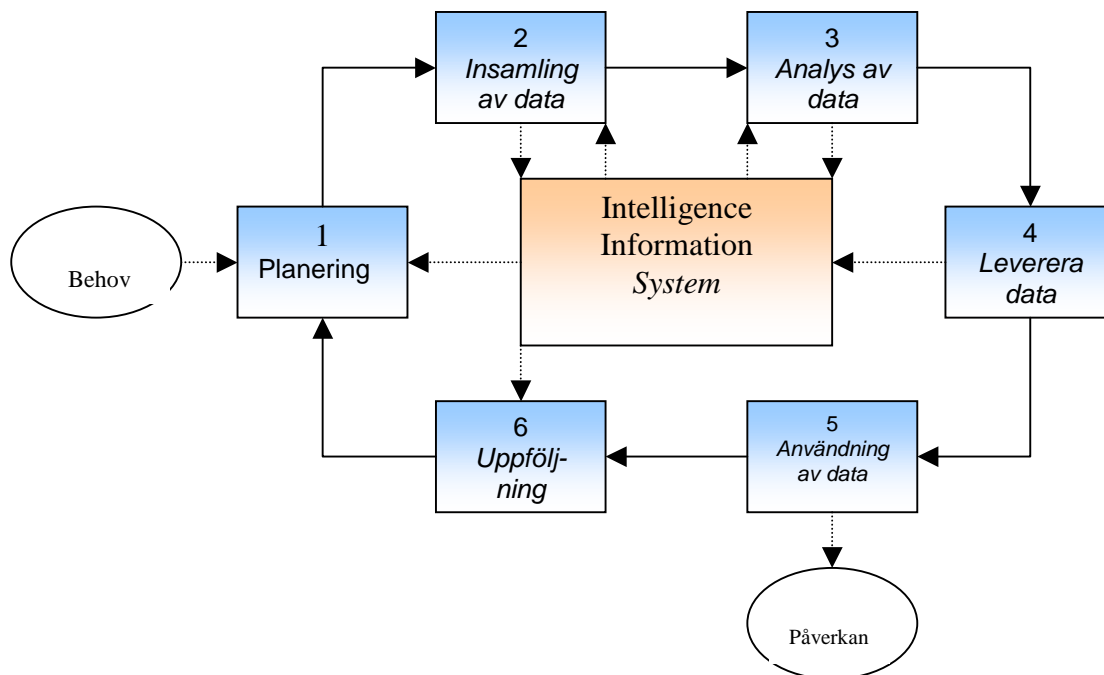 2
Insamling
av data
3
Analys av
data
Intelligence
Information
System
1
Planering
Behov
4
Leverera
data
6
Uppfölj-
ning
5
Användning
av data
Påverkan